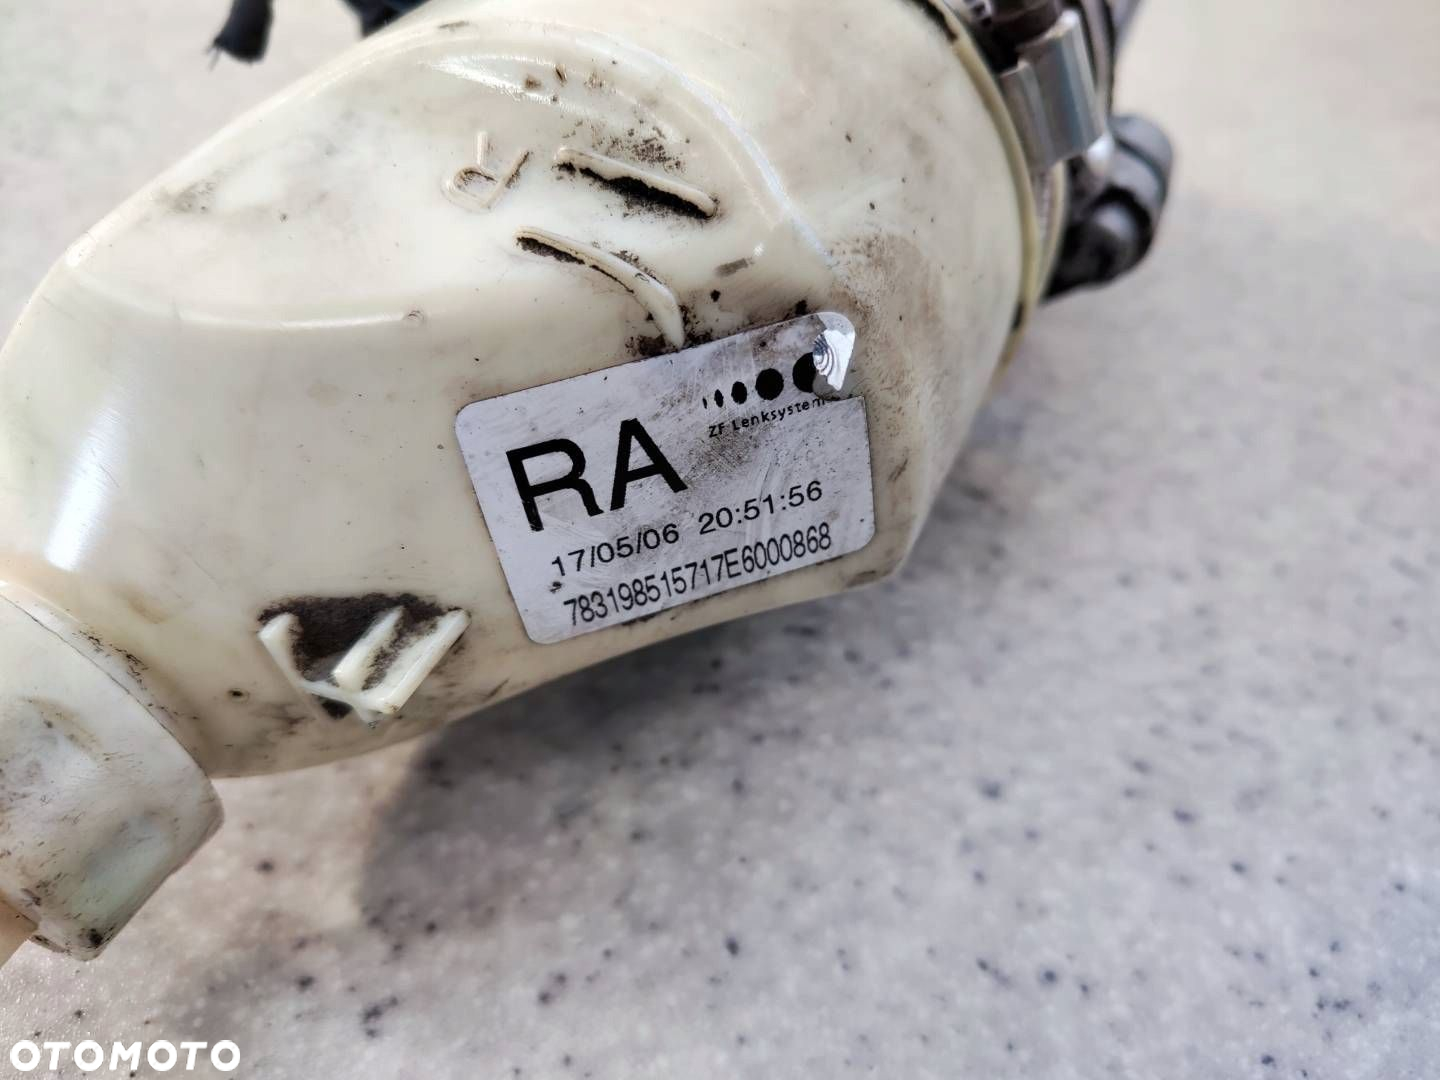 R
ZF Lenksysteme
RA
17/05/06 20:51:56
783198515717E6000868
OTOMOTO